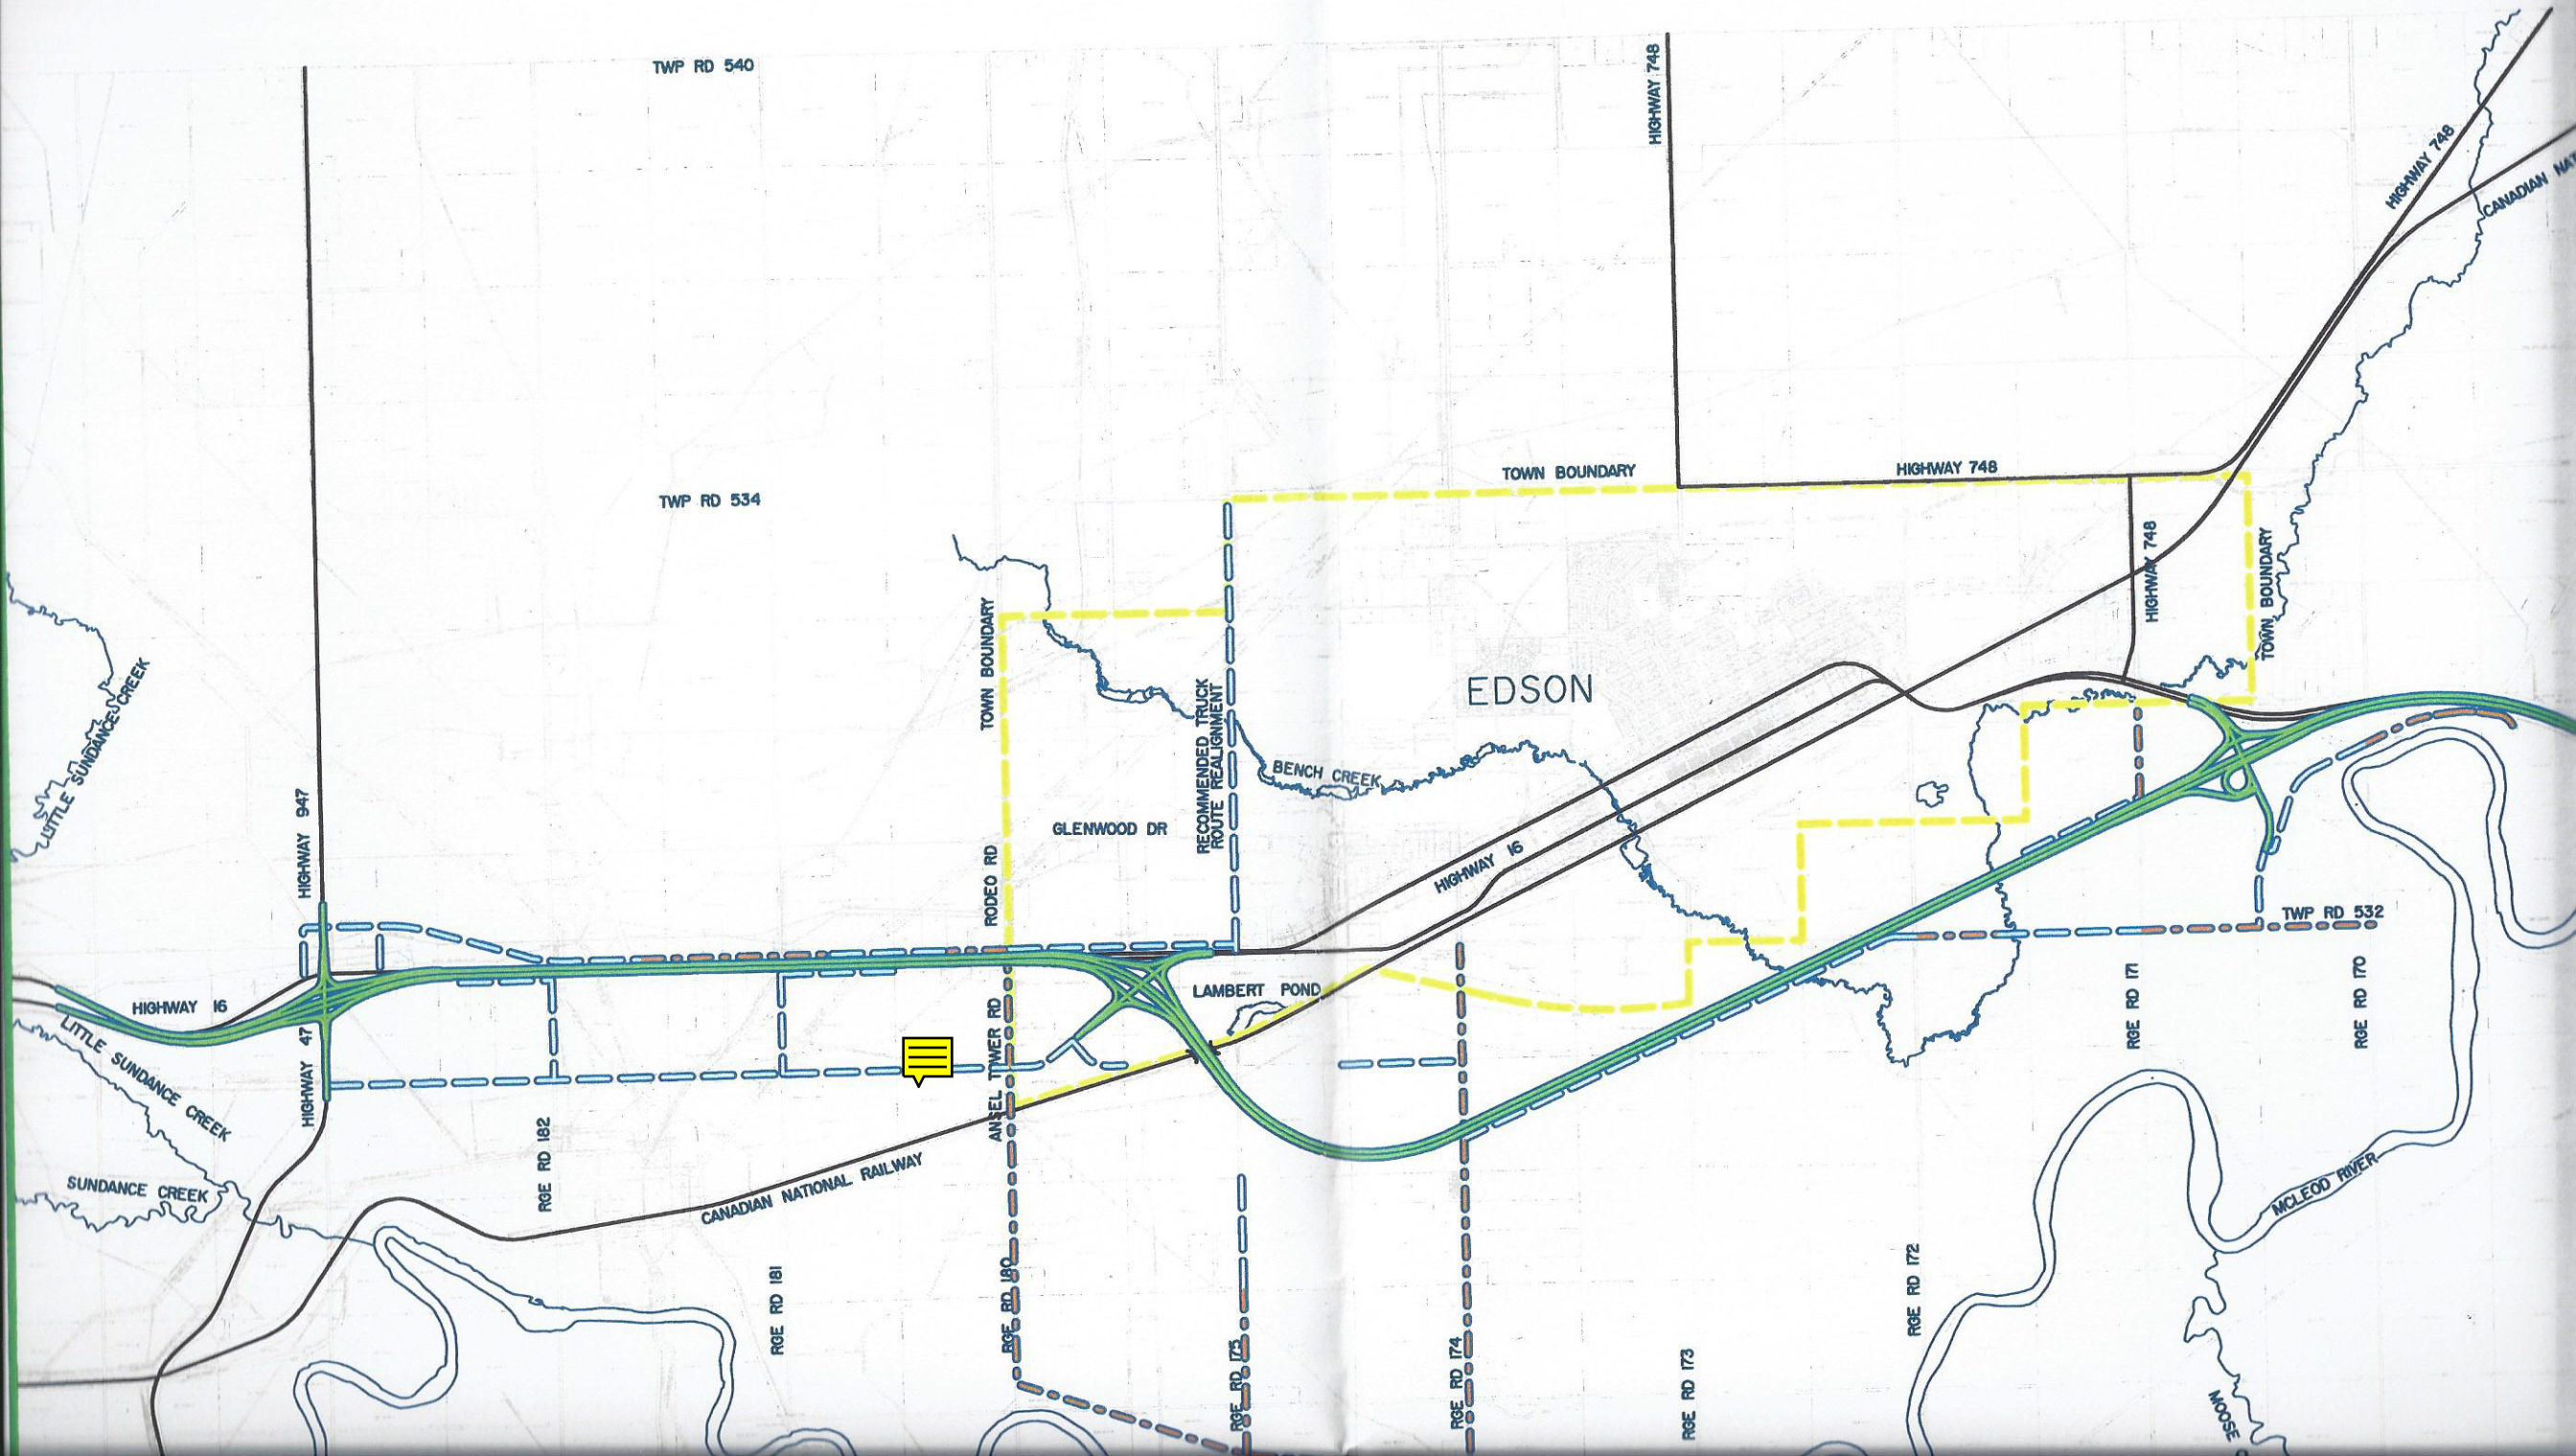 TWP RD 540
HIGHWAY 748
HIGHWAY 748
CANADIAN NAT
TOWN BOUNDARY
HIGHWAY 748
TWP RD 534
HIGHWAY 748
TOWN BOUNDARY
TOWN BOUNDARY
LITTLE SUNDANCE CREEK
EDSON
RECOMMENDED TRUCK
ROUTE REALIGNMENT
BENCH CREEK
GLENWOOD DR
HIGHWAY 947
RODEO RD
HIGHWAY 16
TWP RD 532
LAMBERT POND
HIGHWAY 16
HIGHWAY 47
LITTLE SUNDANCE CREEK
ANSEL TOWER RD
RGE RD 171
RGE RD 170
SUNDANCE CREEK
RGE RD 182
CANADIAN NATIONAL RAILWAY
MCLEOD RIVER
RGE RD 181
RGE RD 180
RGE RD 175
RGE RD 174
RGE RD 173
RGE RD 172
MOOSE